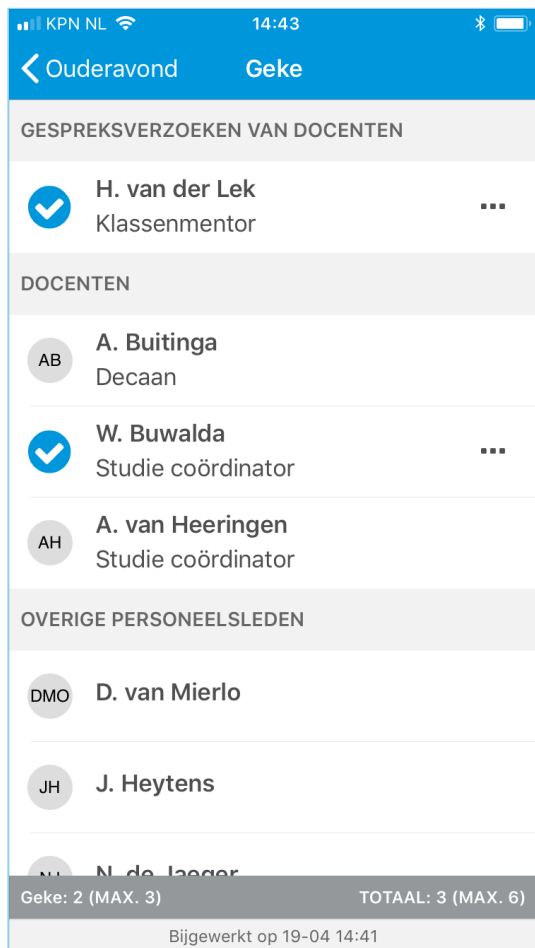 KPN NL 14:43
Ouderavond Geke
GESPREKSVERZOEKEN VAN DOCENTEN
H. van der Lek
Klassenmentor
DOCENTEN
AB A. Buitinga
Decaan
W. Buwalda
Studie coördinator
AH A. van Heeringen
Studie coördinator
OVERIGE PERSONEELSLEDEN
DMO D. van Mierlo
JH J. Heytens
N. de Jaeger
Geke: 2 (MAX. 3) TOTAAL: 3 (MAX. 6)
Bijgewerkt op 19-04 14:41